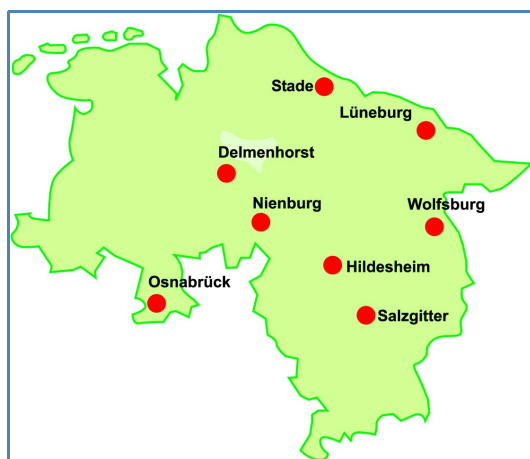 Stade
Lüneburg
Delmenhorst
Nienburg
Wolfsburg
Hildesheim
Osnabrück
Salzgitter